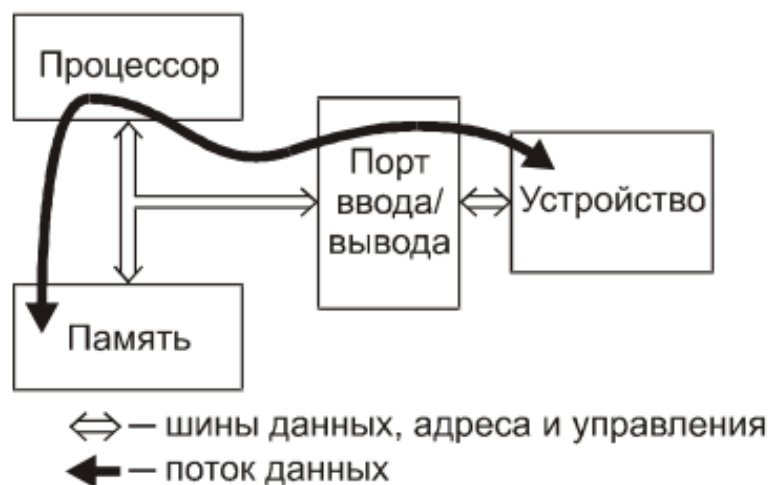 Процессор
Порт
ввода/
вывода
Устройство
Память
— шины данных, адреса и управления
— поток данных